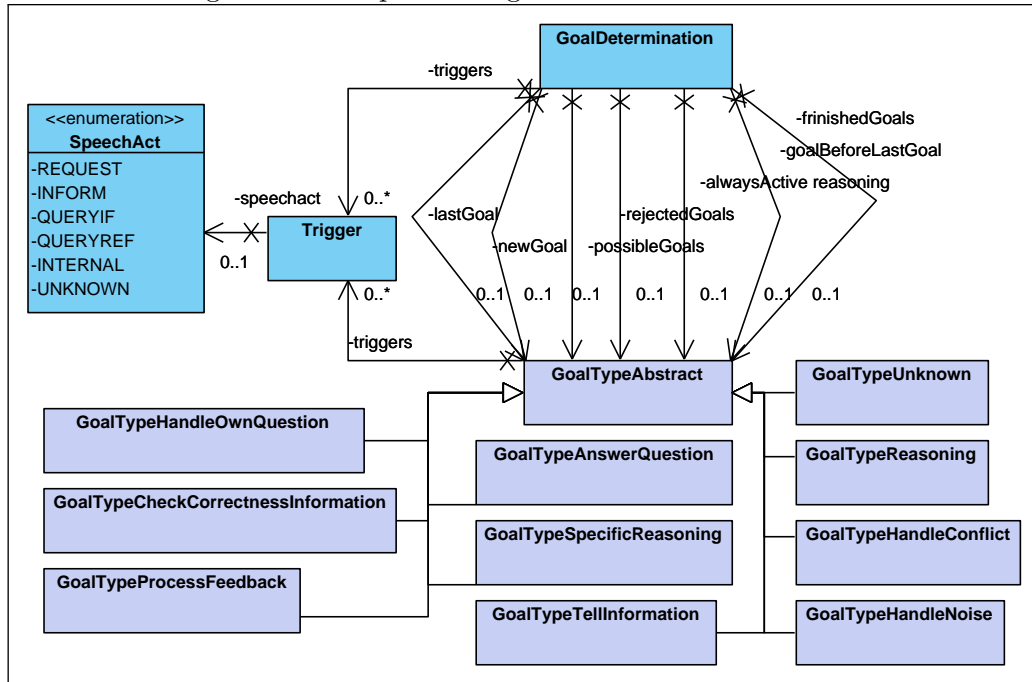 GoalDetermination
-triggers
<<enumeration>>
SpeechAct
-REQUEST
-INFORM
-QUERYIF
-QUERYREF
-INTERNAL
-UNKNOWN
-speechact
0..1
0..*
Trigger
0..*
-triggers
-frinishedGoals
-goalBeforeLastGoal
-alwaysActive reasoning
-lastGoal
-rejectedGoals
-newGoal
-possibleGoals
0..1
0..1
0..1
0..1
0..1
0..1
0..1
GoalTypeAbstract
GoalTypeUnknown
GoalTypeHandleOwnQuestion
GoalTypeAnswerQuestion
GoalTypeReasoning
GoalTypeCheckCorrectnessInformation
GoalTypeSpecificReasoning
GoalTypeHandleConflict
GoalTypeProcessFeedback
GoalTypeTellInformation
GoalTypeHandleNoise